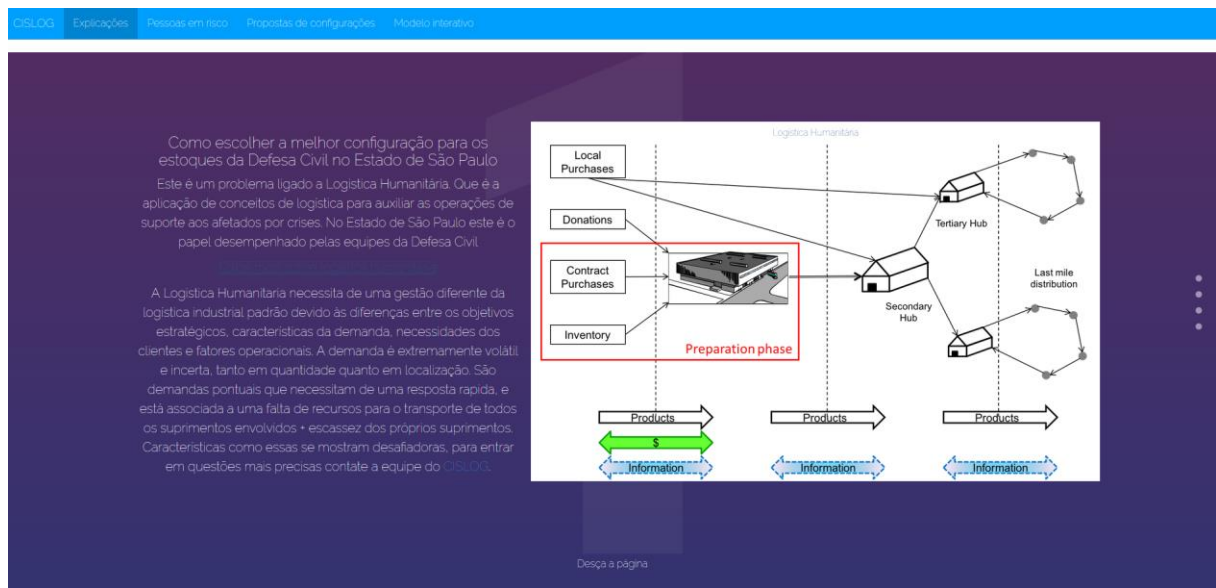 CISLOG Explicações Pessoas em risco Propostas de configurações Modelo interativo
Como escolher a melhor configuração para os
estoques da Defesa Civil no Estado de São Paulo
Este é um problema ligado a Logística Humanitária. Que é a
aplicação de conceitos de logística para auxiliar as operações de
suporte aos afetados por crises. No Estado de São Paulo este é o
papel desempenhado pelas equipes da Defesa Civil
A Logística Humanitaria necessita de uma gestão diferente da
logística industrial padrão devido às diferenças entre os objetivos
estratégicos, características da demanda, necessidades dos
clientes e fatores operacionais. A demanda é extremamente volátil
e incerta, tanto em quantidade quanto em localização. São
demandas pontuais que necessitam de uma resposta rapida, e
está associada a uma falta de recursos para o transporte de todos
os suprimentos envolvidos + escassez dos próprios suprimentos.
Características como essas se mostram desafiadoras, para entrar
em questões mais precisas contate a equipe do CISLOG.
Logística Humanitária
Local
Purchases
Donations
Contract
Purchases
Inventory
Preparation phase
Tertiary Hub
Secondary
Hub
Last mile
distribution
Products
Products
Products
$
Information
Information
Information
Desça a página
1